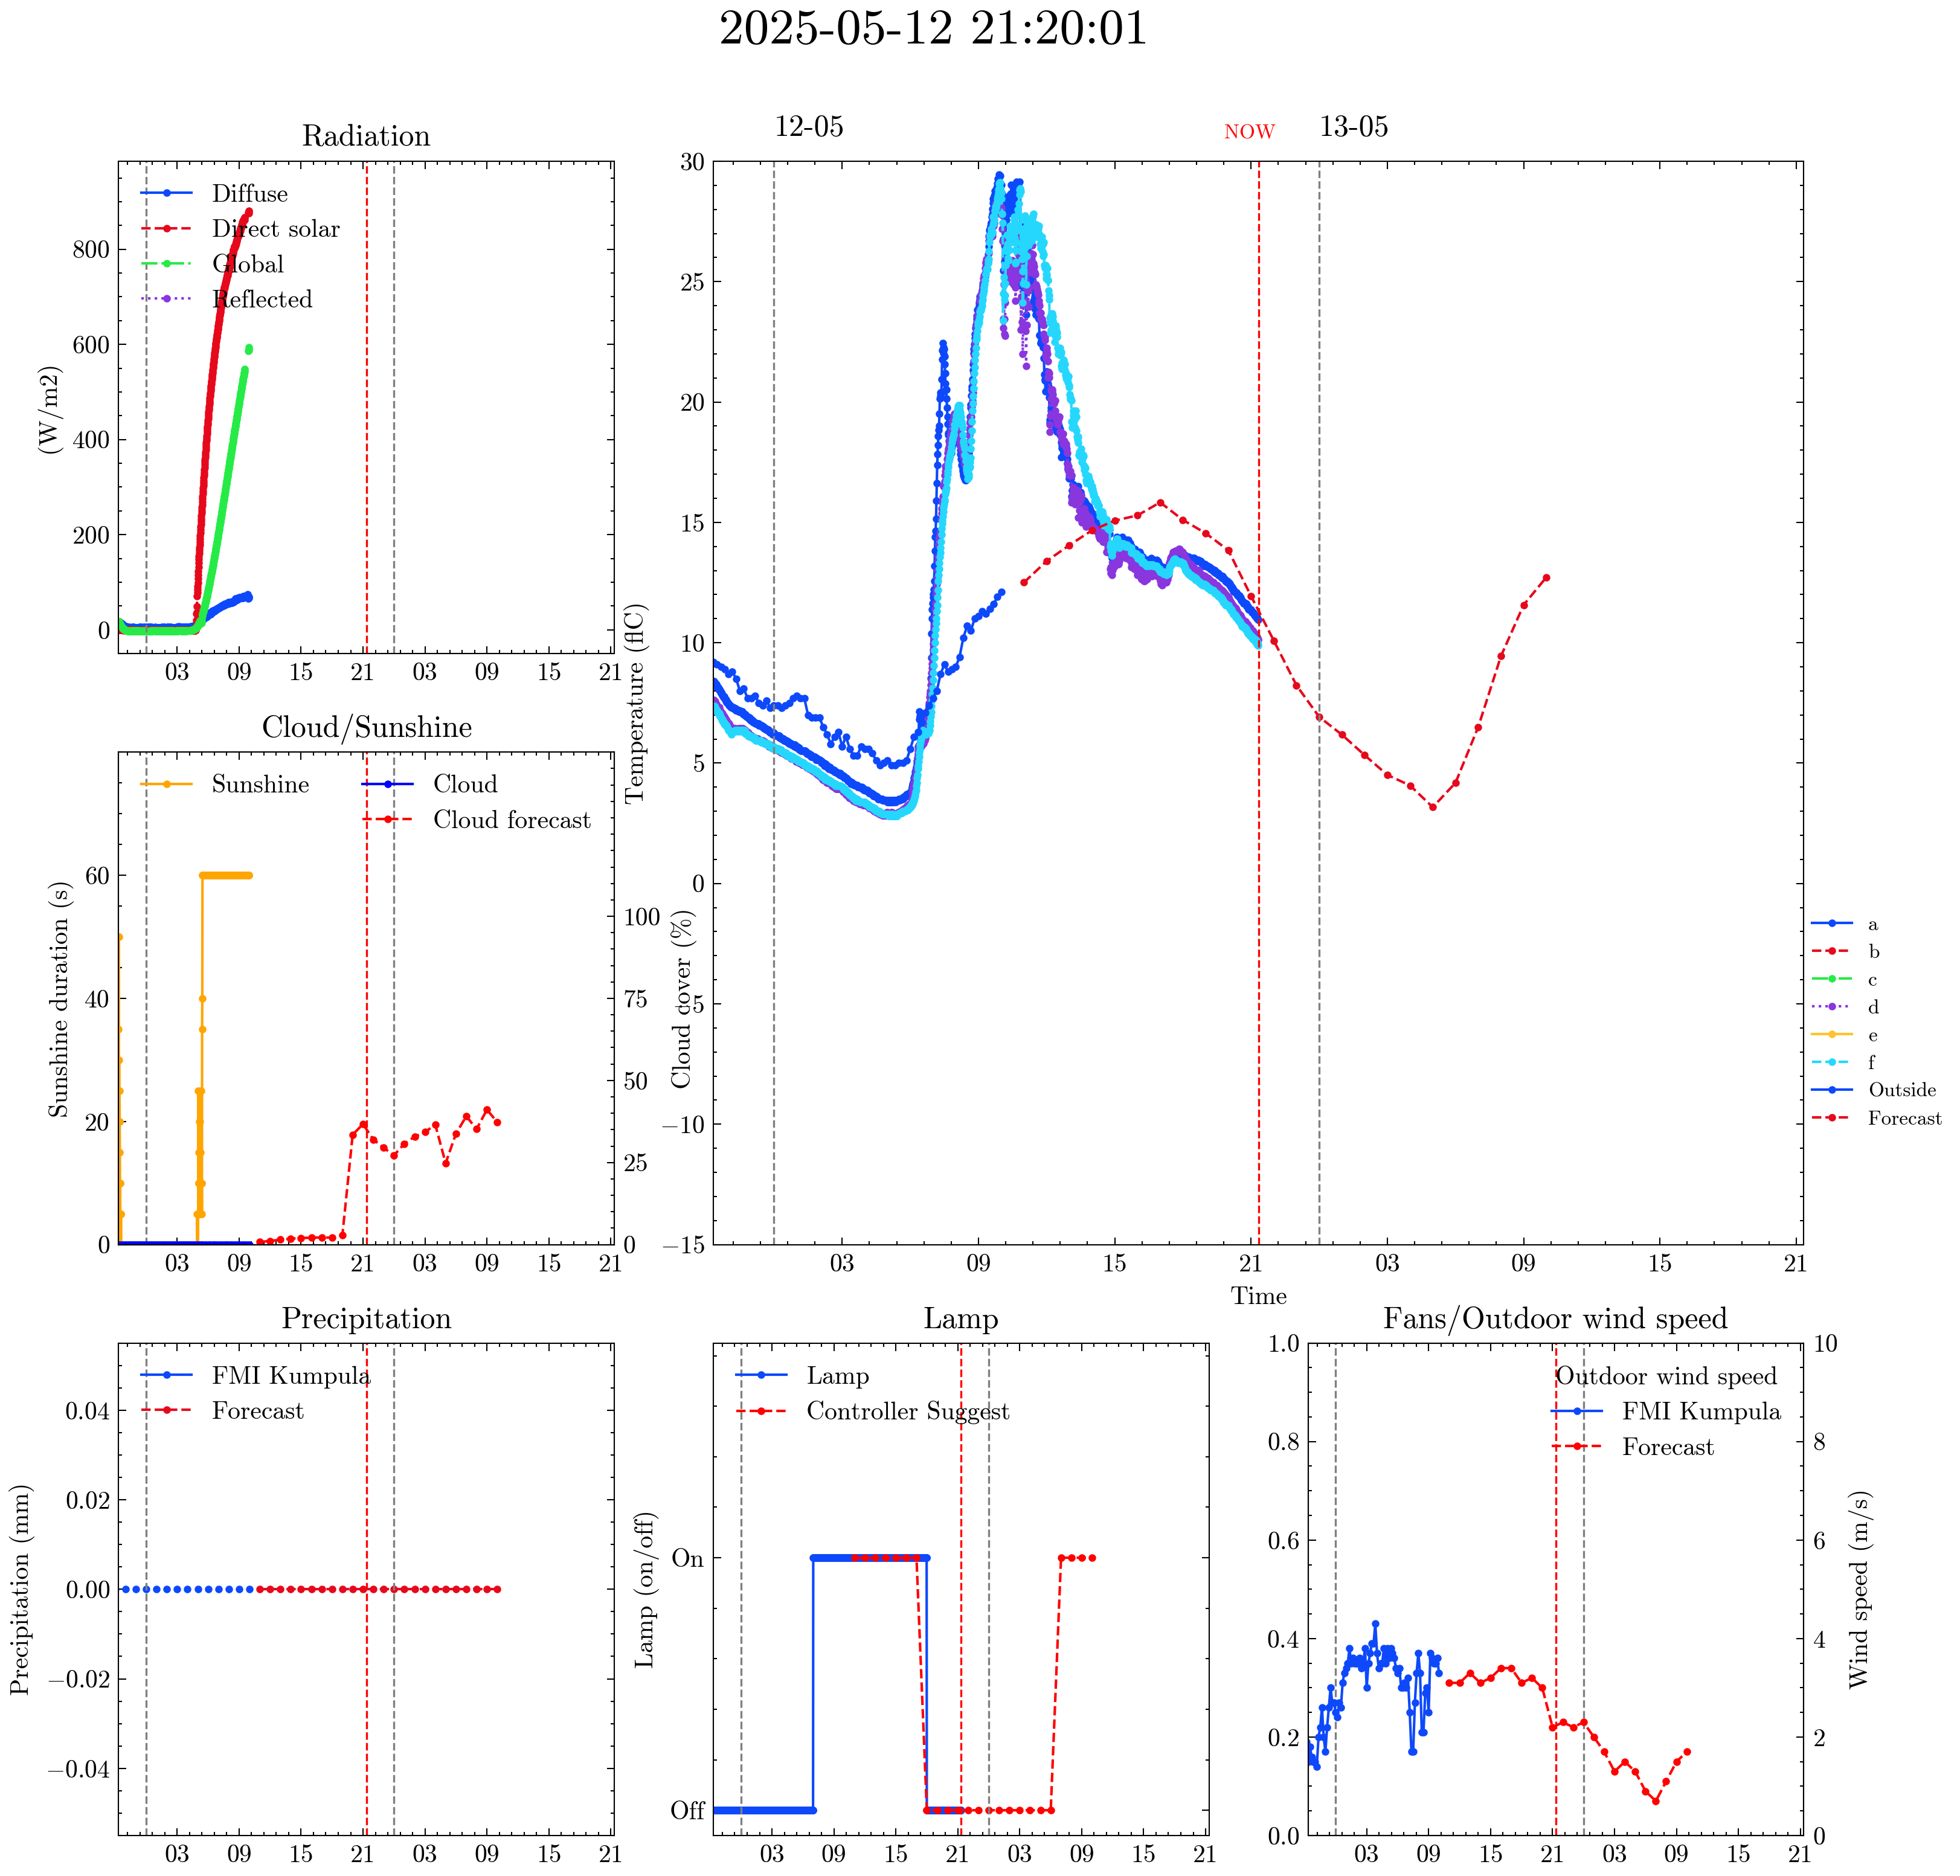 2025-05-12 21:20:01
Radiation
(W/m2)
800
600
400
200
0
Diffuse
Direct solar
Global
Reflected
03 09 15 21 03 09 15 21
Cloud/Sunshine
Sunshine duration (s)
60
40
20
0
Sunshine
Cloud
Cloud forecast
100
75
50
25
0
Cloud cover (%)
03 09 15 21 03 09 15 21
12-05
NOW
13-05
Temperature (flC)
30
25
20
15
10
5
0
−5
−10
−15
03 09 15 21 03 09 15 21
Time
a
b
c
d
e
f
Outside
Forecast
Precipitation
Precipitation (mm)
0.04
0.02
0.00
−0.02
−0.04
FMI Kumpula
Forecast
03 09 15 21 03 09 15 21
Lamp
Lamp (on/off)
On
Off
Lamp
Controller Suggest
03 09 15 21 03 09 15 21
Fans/Outdoor wind speed
1.0
0.8
0.6
0.4
0.2
0.0
Outdoor wind speed
FMI Kumpula
Forecast
10
8
6
4
2
0
Wind speed (m/s)
03 09 15 21 03 09 15 21